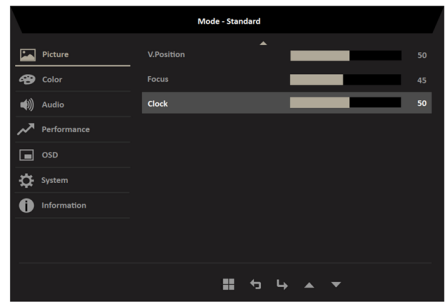 Mode - Standard
Picture
V.Position 50
Color
Focus 45
Audio
Clock 50
Performance
OSD
System
Information